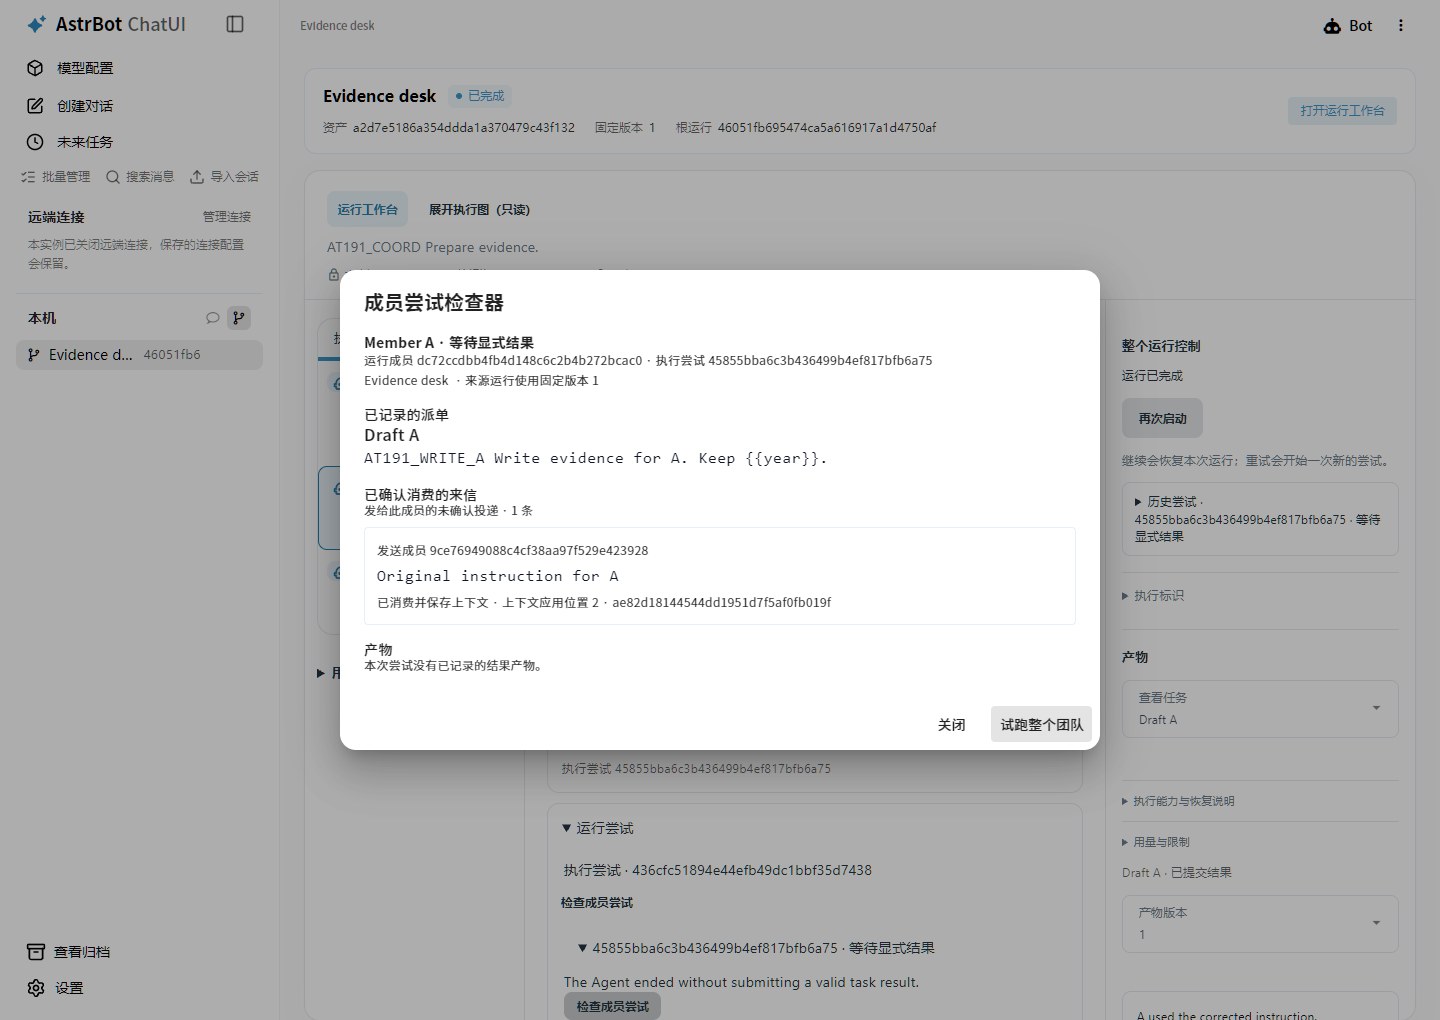 AstrBot ChatUI
模型配置
创建对话
未来任务
批量管理 搜索消息 导入会话
远端连接 管理连接
本实例已关闭远端连接，保存的连接配置
会保留。
本机
Evidence d... 46051fb6
查看归档
设置
Evidence desk
Bot
Evidence desk 已完成
资产 a2d7e5186a354ddda1a370479c43f132 固定版本 1 根运行 46051fb695474ca5a616917a1d4750af
打开运行工作台
运行工作台 展开执行图（只读）
AT191_COORD Prepare evidence.
成员尝试检查器
Member A · 等待显式结果
运行成员 dc72ccdbb4fb4d148c6c2b4b272bcac0 · 执行尝试 45855bba6c3b436499b4ef817bfb6a75
Evidence desk · 来源运行使用固定版本 1
已记录的派单
Draft A
AT191_WRITE_A Write evidence for A. Keep {{year}}.
已确认消费的来信
发给此成员的未确认投递 · 1 条
发送成员 9ce76949088c4cf38aa97f529e423928
Original instruction for A
已消费并保存上下文 · 上下文应用位置 2 · ae82d18144544dd1951d7f5af0fb019f
产物
本次尝试没有已记录的结果产物。
关闭 试跑整个团队
执行尝试 45855bba6c3b436499b4ef817bfb6a75
运行尝试
执行尝试 · 436cfc51894e44efb49dc1bbf35d7438
检查成员尝试
45855bba6c3b436499b4ef817bfb6a75 · 等待显式结果
The Agent ended without submitting a valid task result.
检查成员尝试
整个运行控制
运行已完成
再次启动
继续会恢复本次运行；重试会开始一次新的尝试。
历史尝试 ·
45855bba6c3b436499b4ef817bfb6a75 · 等待
显式结果
执行标识
产物
查看任务
Draft A
执行能力与恢复说明
用量与限制
Draft A · 已提交结果
产物版本
1
A used the corrected instruction.